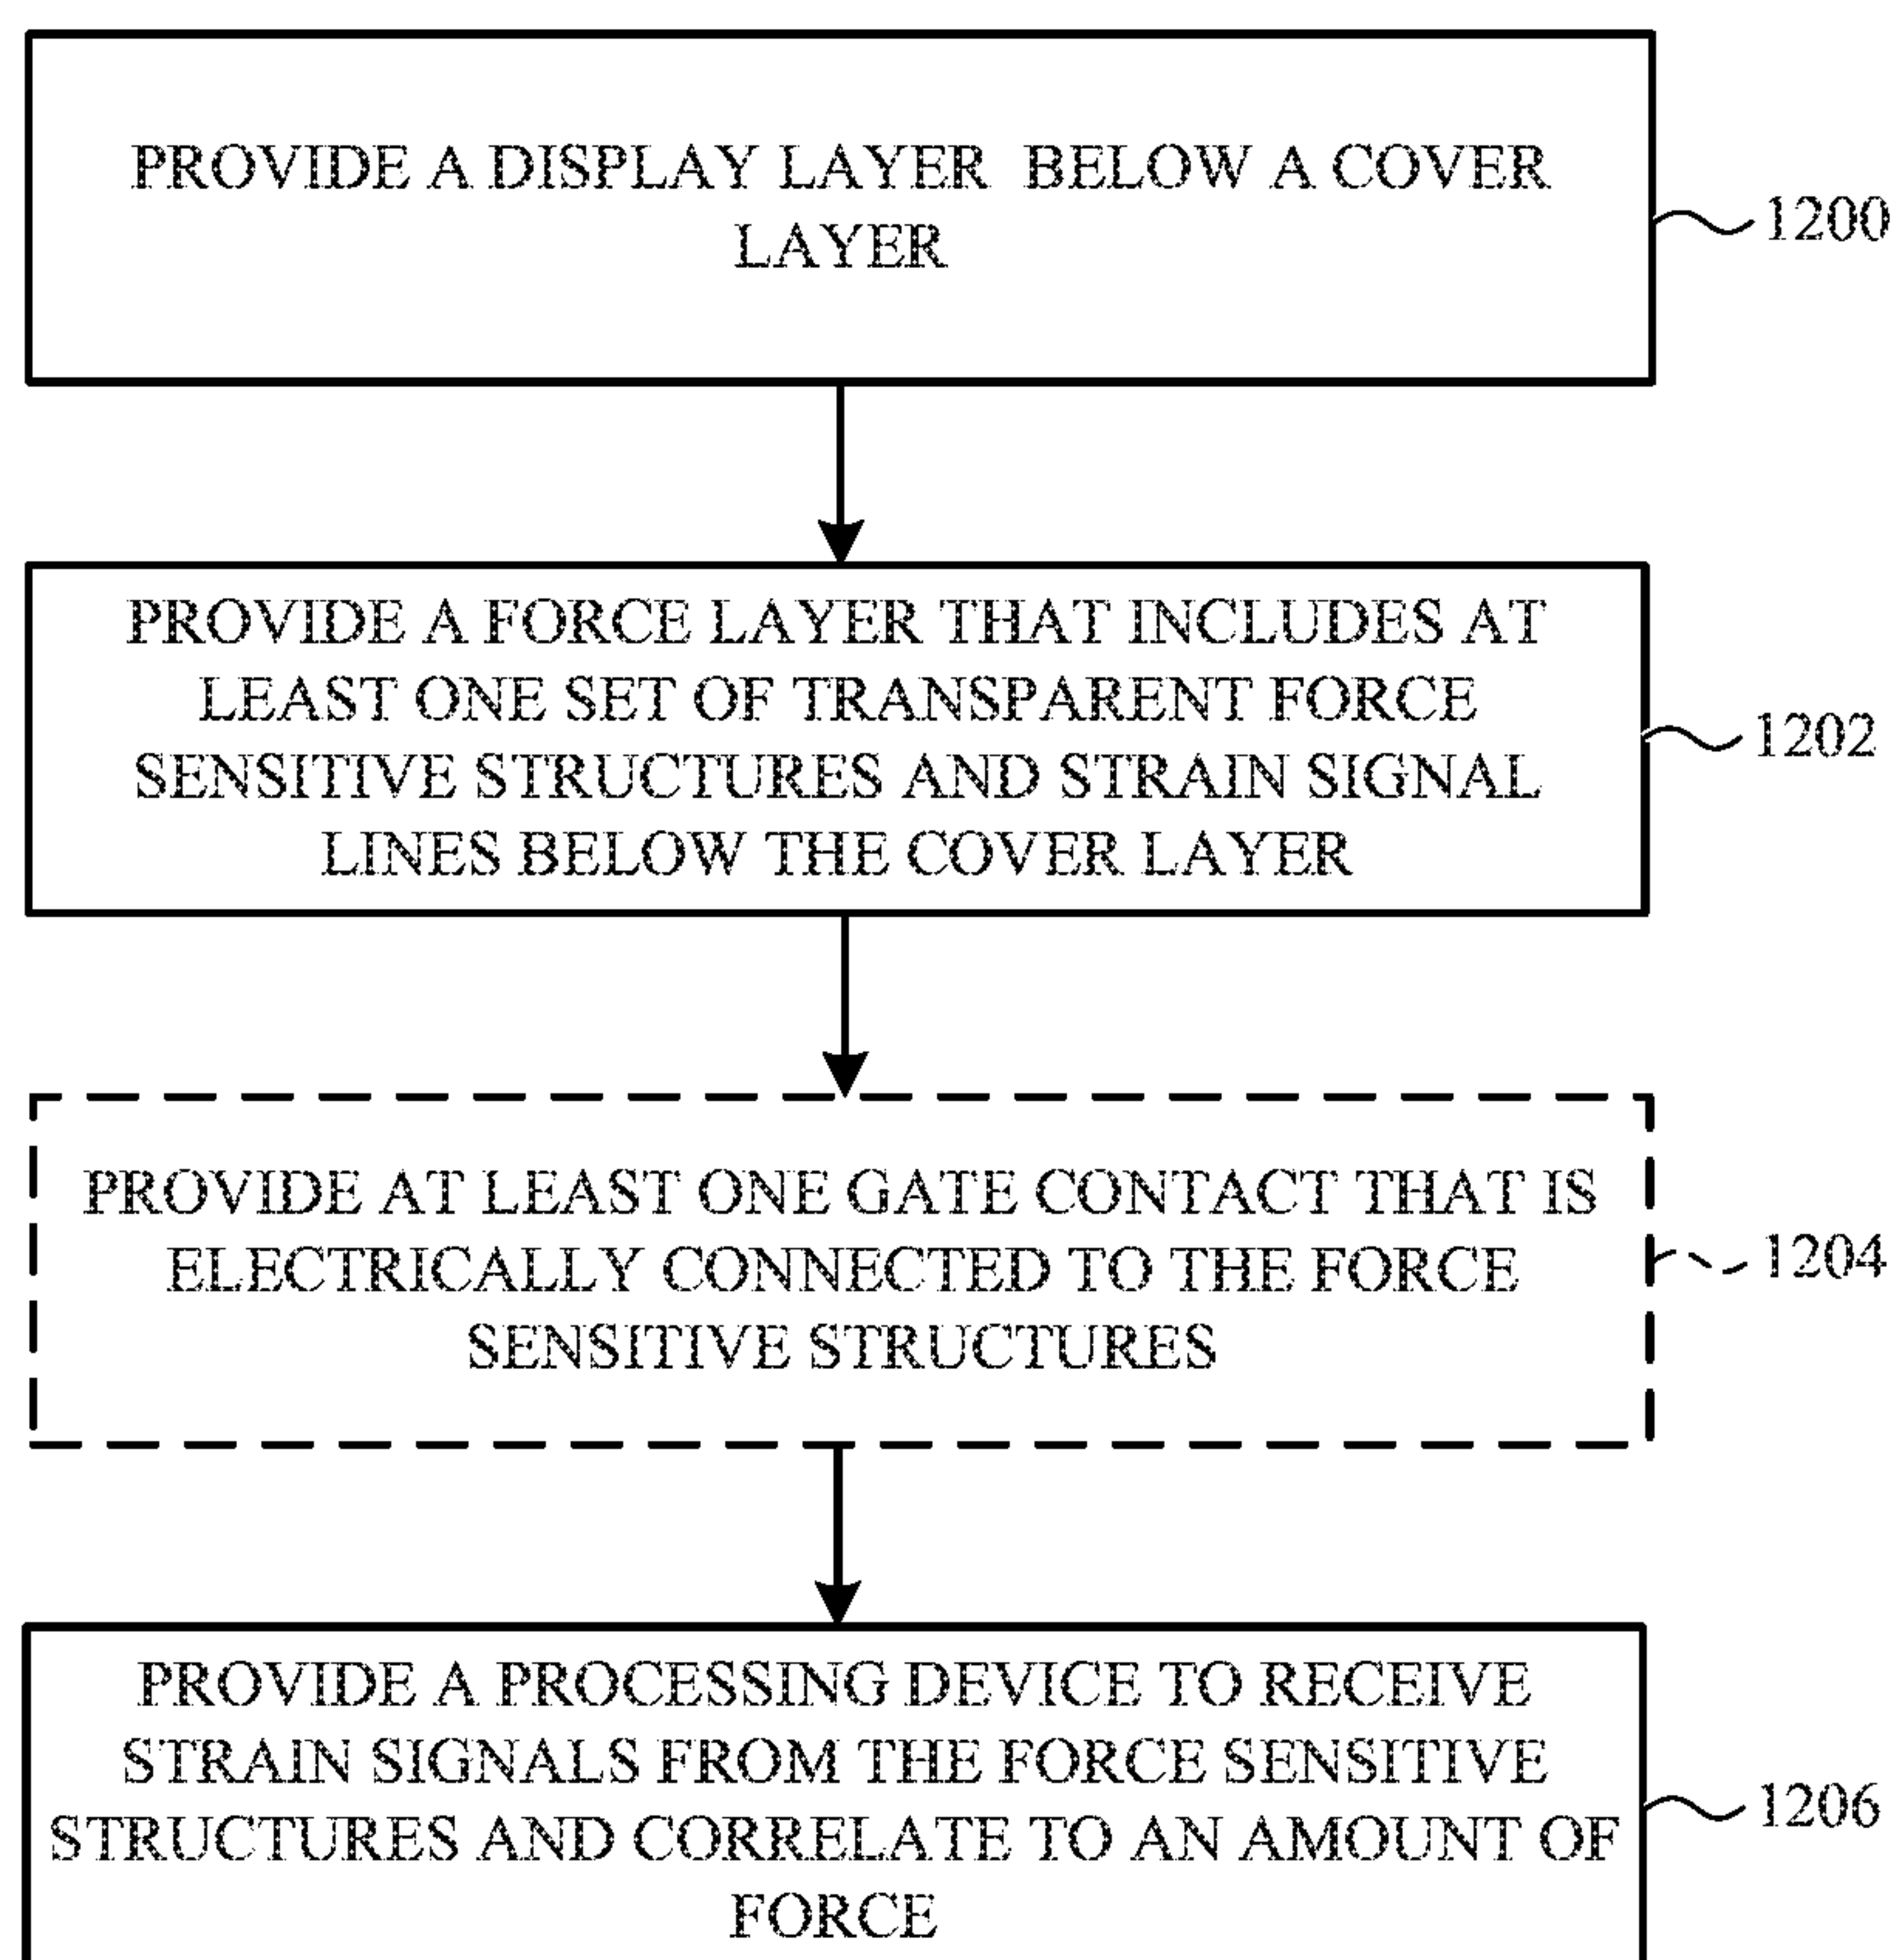 PROVIDE A DISPLAY LAYER BELOW A COVER
LAYER
1200
PROVIDE A FORCE LAYER THAT INCLUDES AT
LEAST ONE SET OF TRANSPARENT FORCE
SENSITIVE STRUCTURES AND STRAIN SIGNAL
LINES BELOW THE COVER LAYER
1202
PROVIDE AT LEAST ONE GATE CONTACT THAT IS
ELECTRICALLY CONNECTED TO THE FORCE
SENSITIVE STRUCTURES
1204
PROVIDE A PROCESSING DEVICE TO RECEIVE
STRAIN SIGNALS FROM THE FORCE SENSITIVE
STRUCTURES AND CORRELATE TO AN AMOUNT OF
FORCE
1206